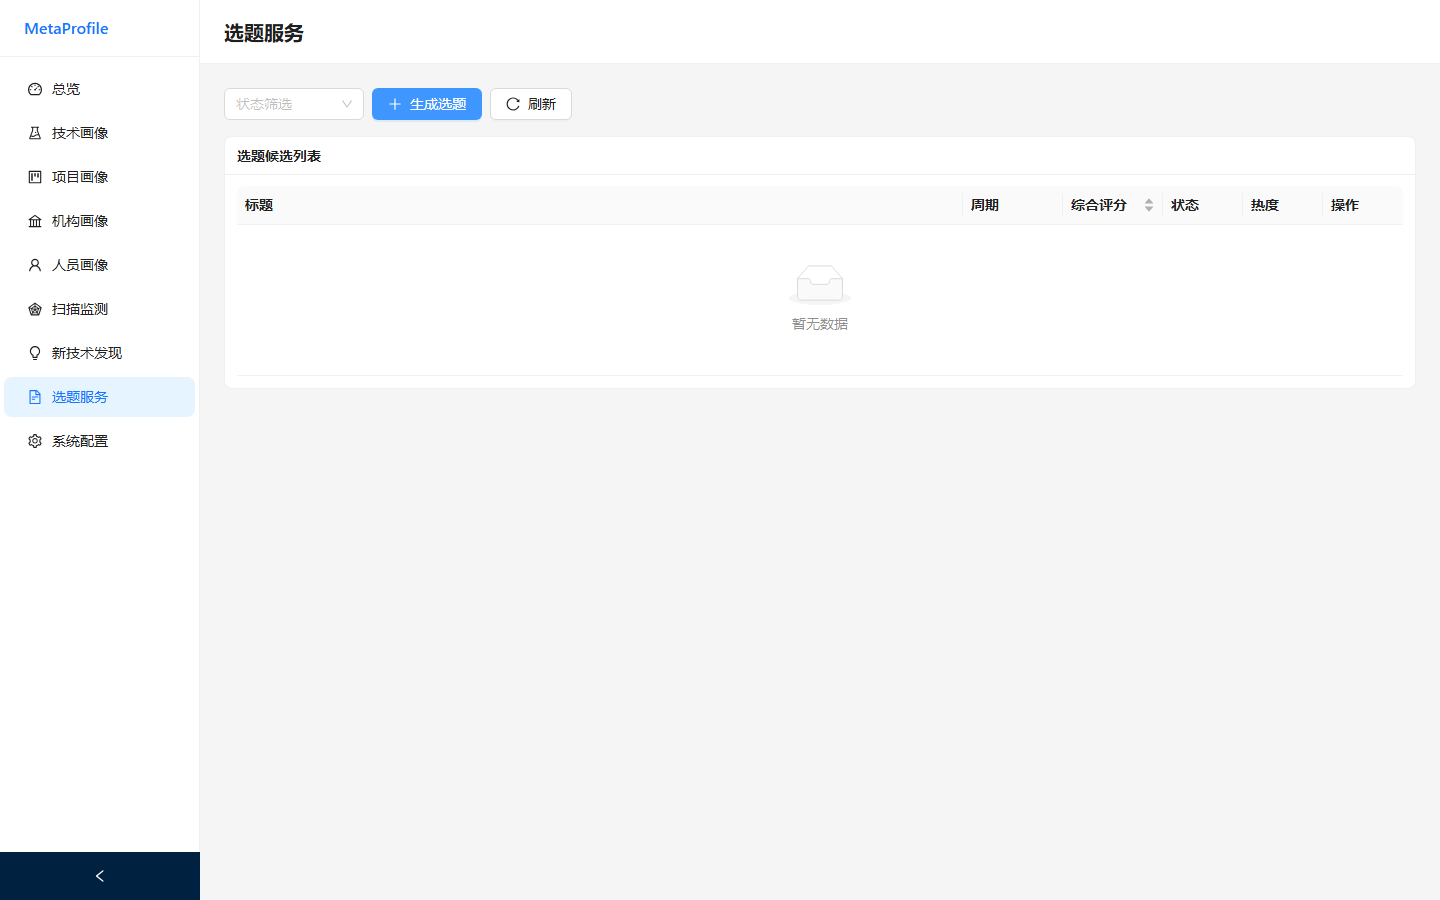 MetaProfile
总览
技术画像
项目画像
机构画像
人员画像
扫描监测
新技术发现
选题服务
系统配置
选题服务
状态筛选
生成选题
刷新
选题候选列表
标题 周期 综合评分 状态 热度 操作
暂无数据